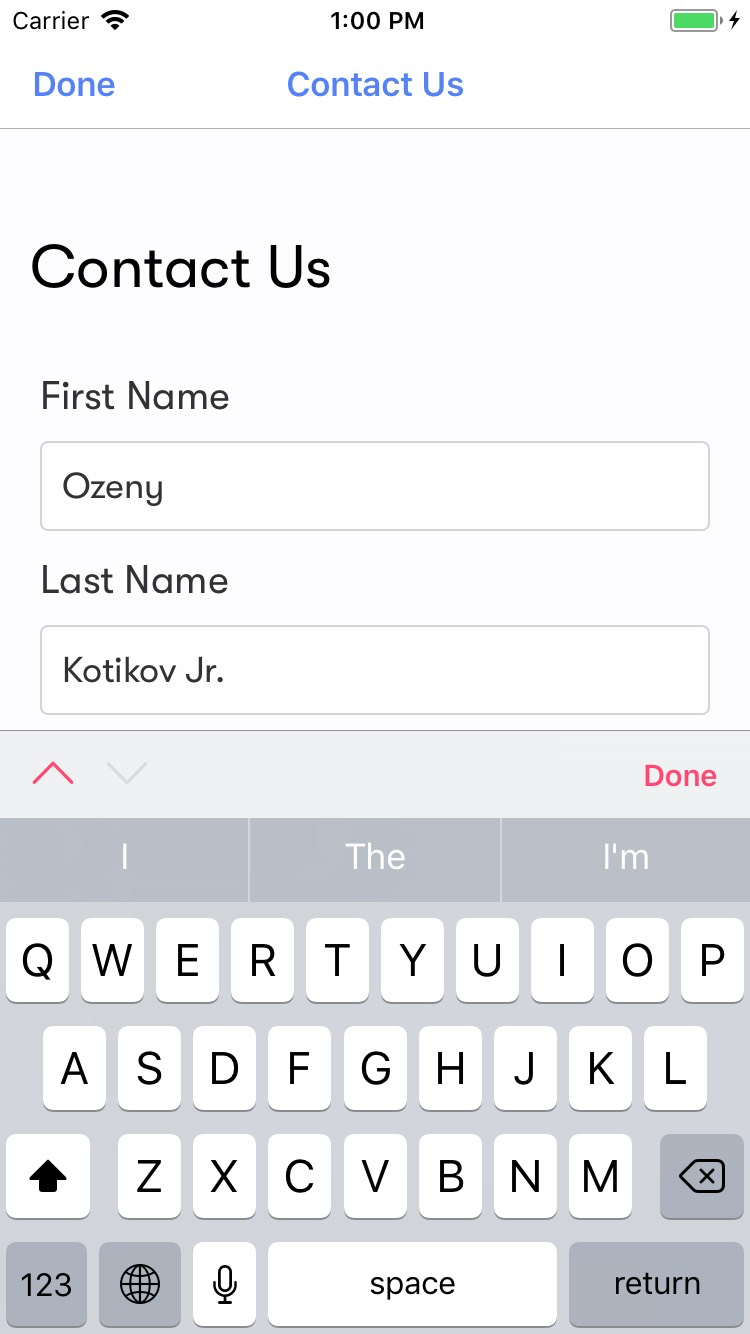 Carrier 1:00 PM
Done Contact Us
Contact Us
First Name
Ozeny
Last Name
Kotikov Jr.
Done
I The I'm
Q W E R T Y U I O P
A S D F G H J K L
Z X C V B N M
123 space return